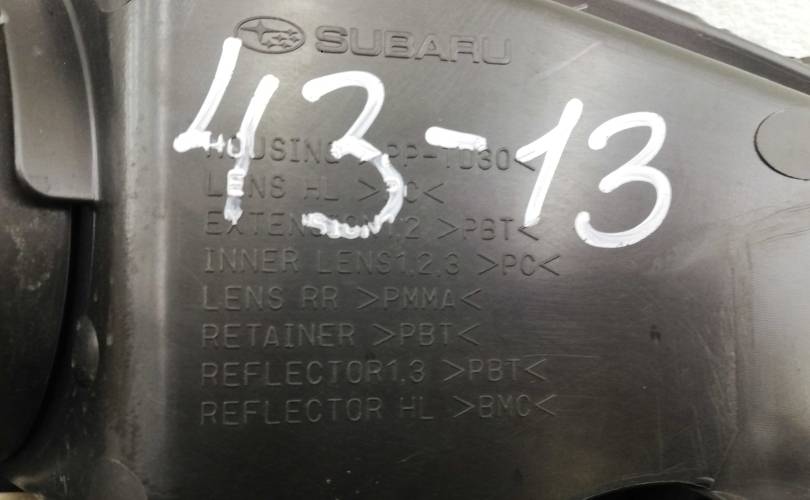 SUBARU
43-13
HOUSING >PP-TD30<
LENS HL >PC<
EXTENSION1,2 >PBT<
INNER LENS1,2,3 >PC<
LENS RR >PMMA<
RETAINER >PBT<
REFLECTOR1,3 >PBT<
REFLECTOR HL >BMC<